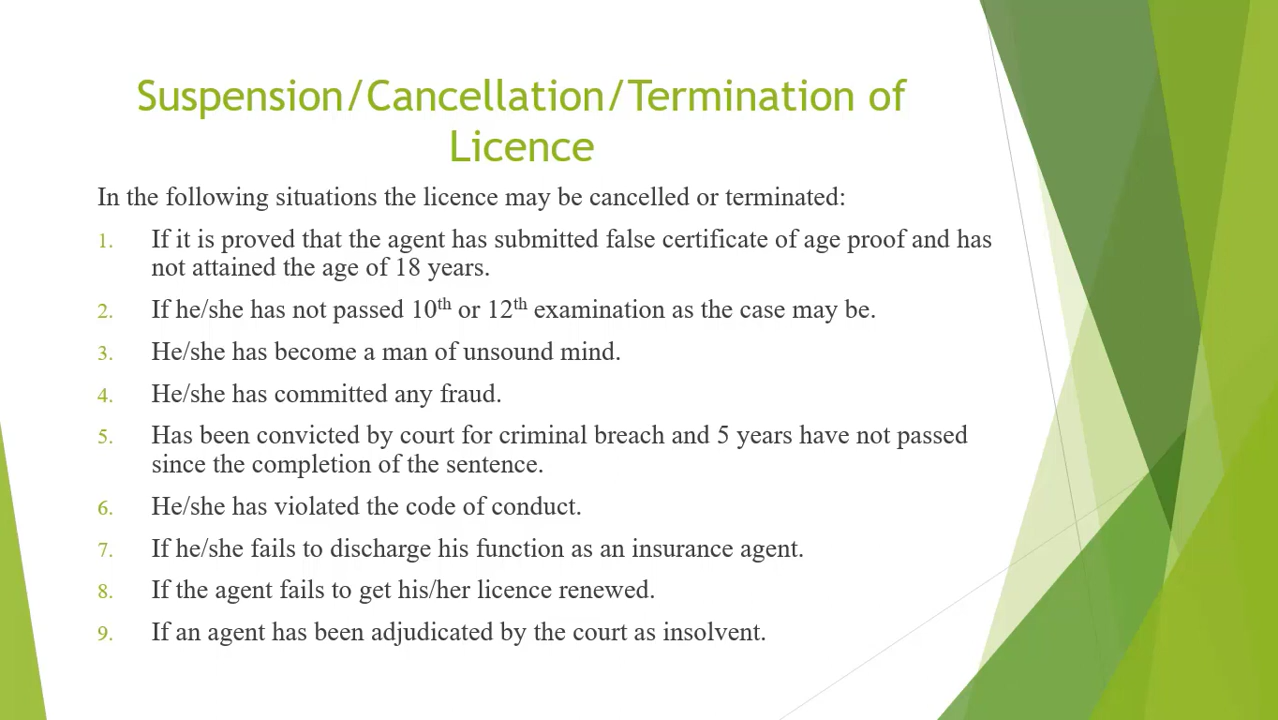 Suspension/Cancellation/Termination of
Licence
In the following situations the licence may be cancelled or terminated:
1. If it is proved that the agent has submitted false certificate of age proof and has
not attained the age of 18 years.
2. If he/she has not passed 10th or 12th examination as the case may be.
3. He/she has become a man of unsound mind.
4. He/she has committed any fraud.
5. Has been convicted by court for criminal breach and 5 years have not passed
since the completion of the sentence.
6. He/she has violated the code of conduct.
7. If he/she fails to discharge his function as an insurance agent.
8. If the agent fails to get his/her licence renewed.
9. If an agent has been adjudicated by the court as insolvent.